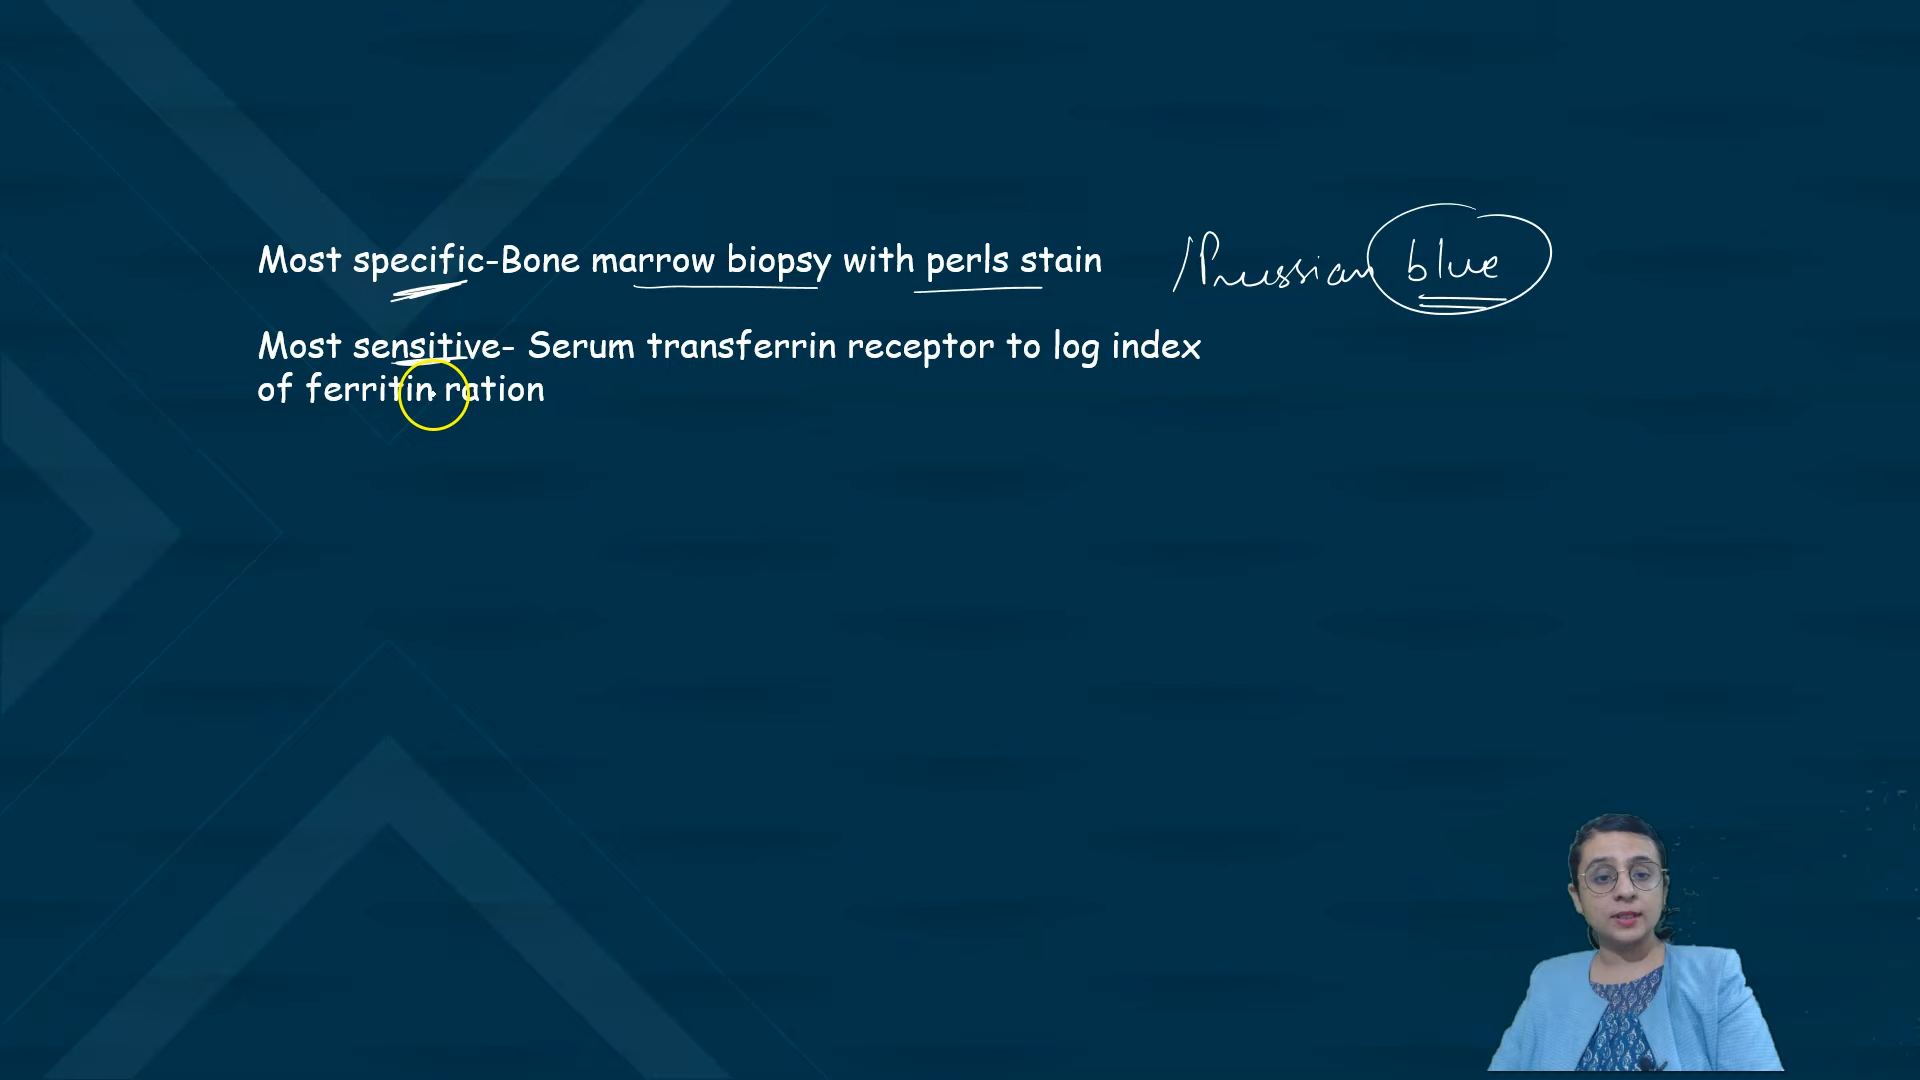 Most specific-Bone marrow biopsy with perls stain /Prussian blue
Most sensitive- Serum transferrin receptor to log index
of ferritin ration